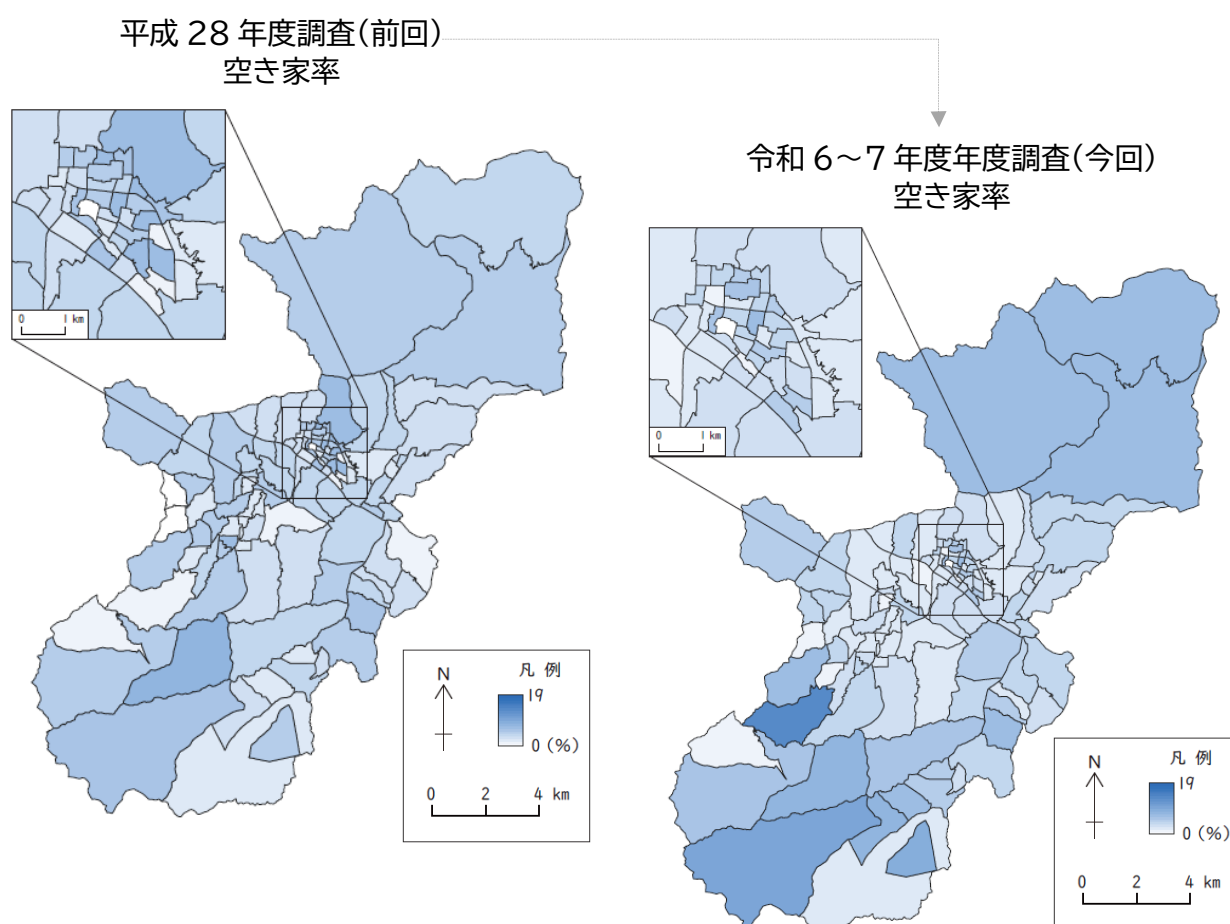 平成 28 年度調査(前回)
空き家率
0 1 km
N
凡 例
19
0 (%)
0 2 4 km
令和 6~7 年度年度調査(今回)
空き家率
0 1 km
N
凡 例
19
0 (%)
0 2 4 km